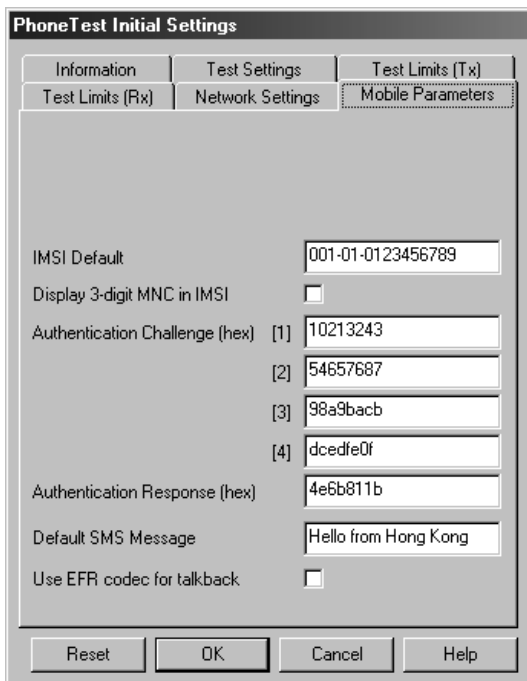 PhoneTest Initial Settings
Information Test Settings Test Limits (Tx)
Test Limits (Rx) Network Settings Mobile Parameters
IMSI Default 001-01-0123456789
Display 3-digit MNC in IMSI
Authentication Challenge (hex) [1] 10213243
[2] 54657687
[3] 98a9bacb
[4] dcedfe0f
Authentication Response (hex) 4e6b811b
Default SMS Message Hello from Hong Kong
Use EFR codec for talkback
Reset OK Cancel Help